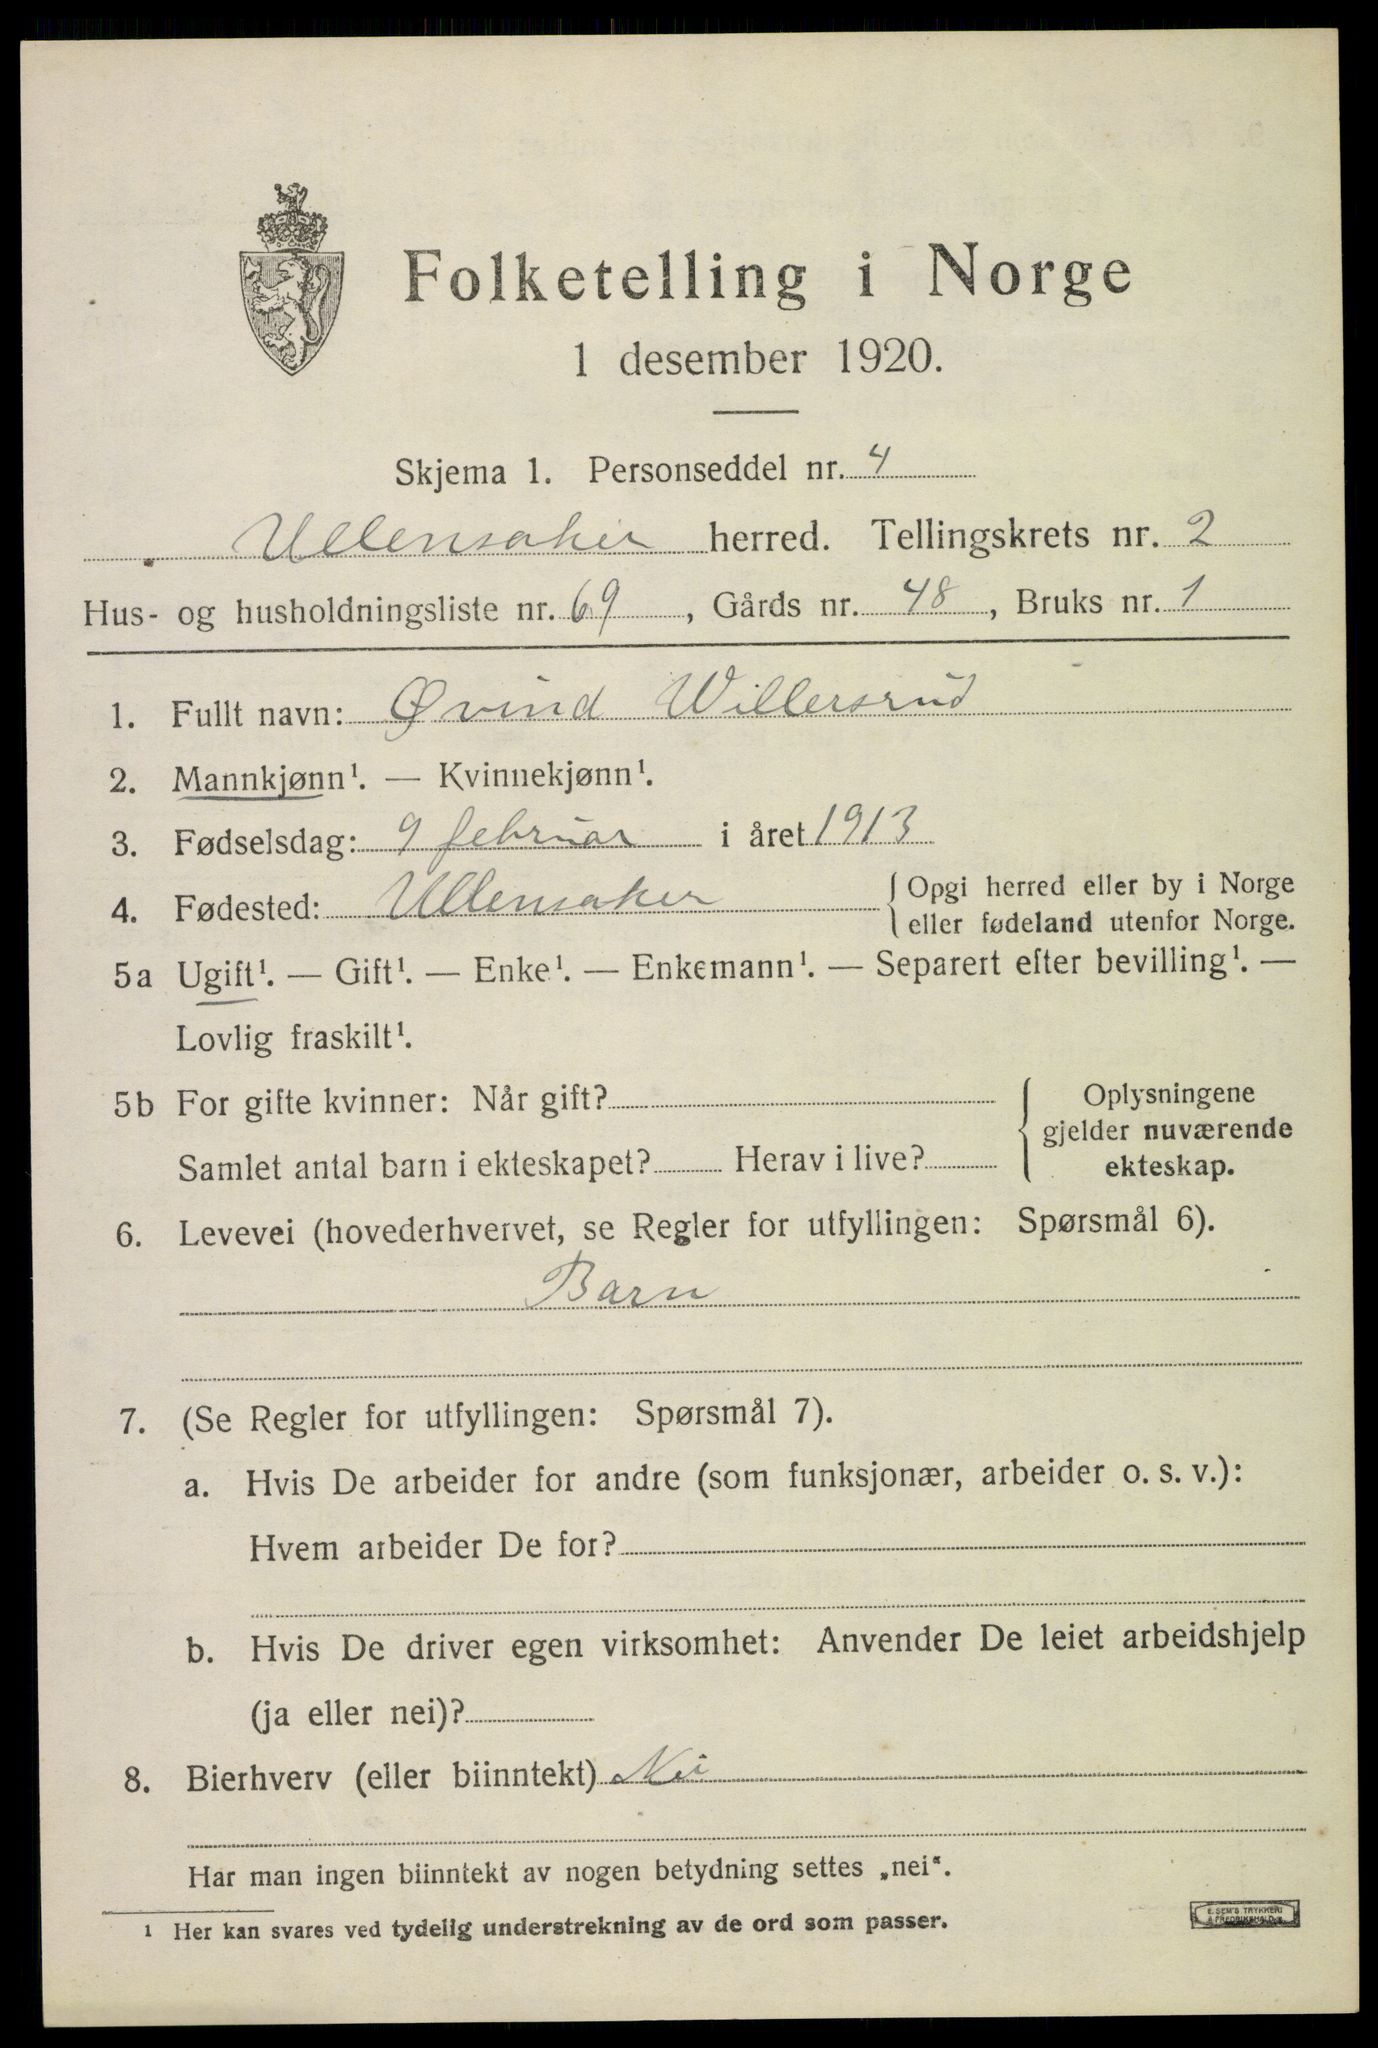 Folketelling i Norge
1 desember 1920.
Skjema 1. Personseddel nr. 4
Ullensaker herred. Tellingskrets nr. 2
Hus- og husholdningsliste nr. 69, Gårds nr. 48, Bruks nr. 1
1. Fullt navn: Øvind Willersrud
2. Mannkjønn¹. — Kvinnekjønn¹.
3. Fødselsdag: 9 februar i året 1913
4. Fødested: Ullensaker { Opgi herred eller by i Norge
eller fødeland utenfor Norge.
5a Ugift¹. — Gift¹. — Enke¹. — Enkemann¹. — Separert efter bevilling¹. —
Lovlig fraskilt¹.
5b For gifte kvinner: Når gift? { Oplysningene
gjelder nuværende
Samlet antal barn i ekteskapet? Herav i live? ekteskap.
6. Levevei (hovederhvervet, se Regler for utfyllingen: Spørsmål 6).
Barn
7. (Se Regler for utfyllingen: Spørsmål 7).
a. Hvis De arbeider for andre (som funksjonær, arbeider o. s. v.):
Hvem arbeider De for?
b. Hvis De driver egen virksomhet: Anvender De leiet arbeidshjelp
(ja eller nei)?
8. Bierhverv (eller biinntekt) Nei
Har man ingen biinntekt av nogen betydning settes „nei“.
¹ Her kan svares ved tydelig understrekning av de ord som passer.
E. SEM'S TRYKKERI
FREDRIKSHALD